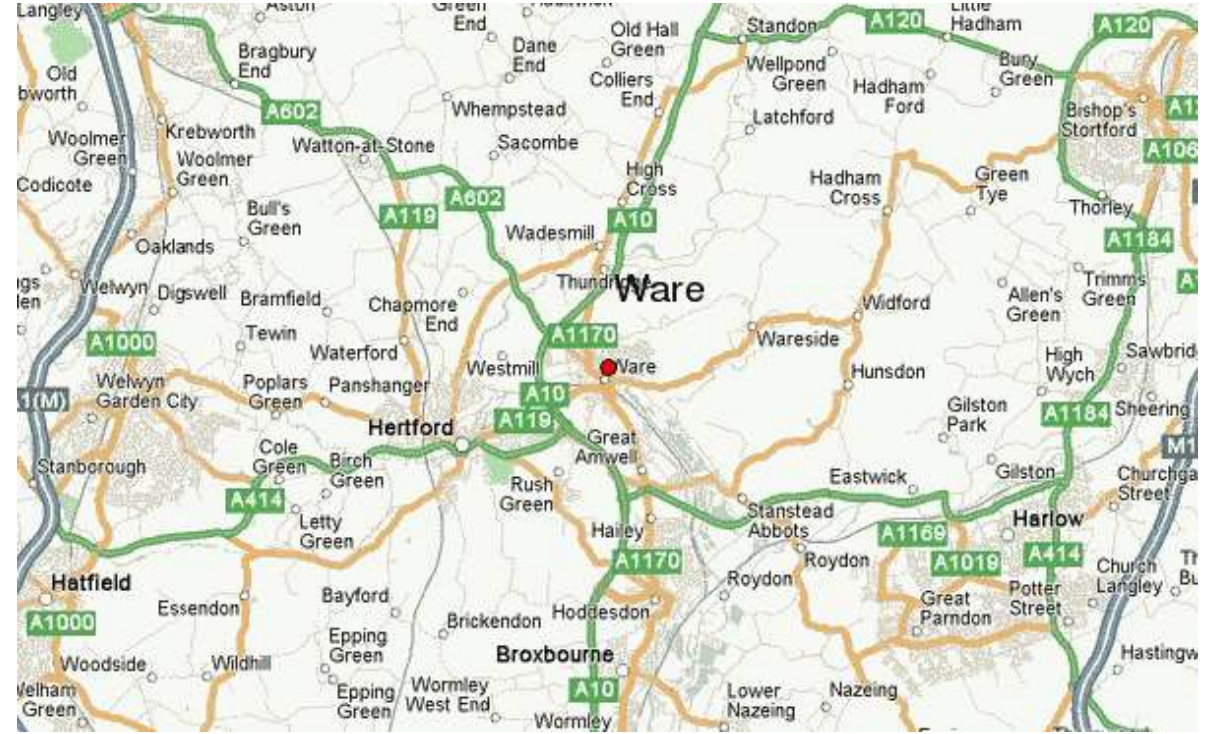 Langley
Aston
Green
End
Old Hall
Green
Standon
A120
Little
Hadham
A120
Bragbury
End
Dane
End
Wellpond
Green
Bury
Green
Old
bworth
Colliers
End
Hadham
Ford
A602
Whempstead
Bishop's
Stortford
Woolmer
Green
Krebworth
Latchford
Watton-at-Stone
Sacombe
Woolmer
Green
High
Cross
A106
Codicote
A602
Hadham
Cross
Green
Tye
Bull's
Green
A119
A10
Thorley
Oaklands
Wadesmill
A1184
Welwyn
Digswell
Bramfield
Chapmore
End
Ware
Widford
Allen's
Green
Trimms
Green
A1000
Tewin
A1170
Wareside
Waterford
Westmill
Ware
High
Wych
Welwyn
Garden City
Poplars
Green
Panshanger
Hunsdon
A10
1(M)
A119
Gilston
Park
A1184
Sheering
Hertford
Great
Amwell
M1
Cole
Green
Birch
Green
Stanborough
Gilston
Eastwick
Street
A414
Rush
Green
Stanstead
Abbots
Letty
Green
Hailey
A1169
Harlow
A1170
A1019
A414
Roydon
Church
Langley
Hatfield
Roydon
Potter
Street
Essendon
Bayford
Hoddesdon
Great
Parndon
A1000
Brickendon
Epping
Green
Broxbourne
Woodside
Wildhill
A10
Epping
Green
Wormley
West End
Lower
Nazeing
Nazeing
Green
Wormley